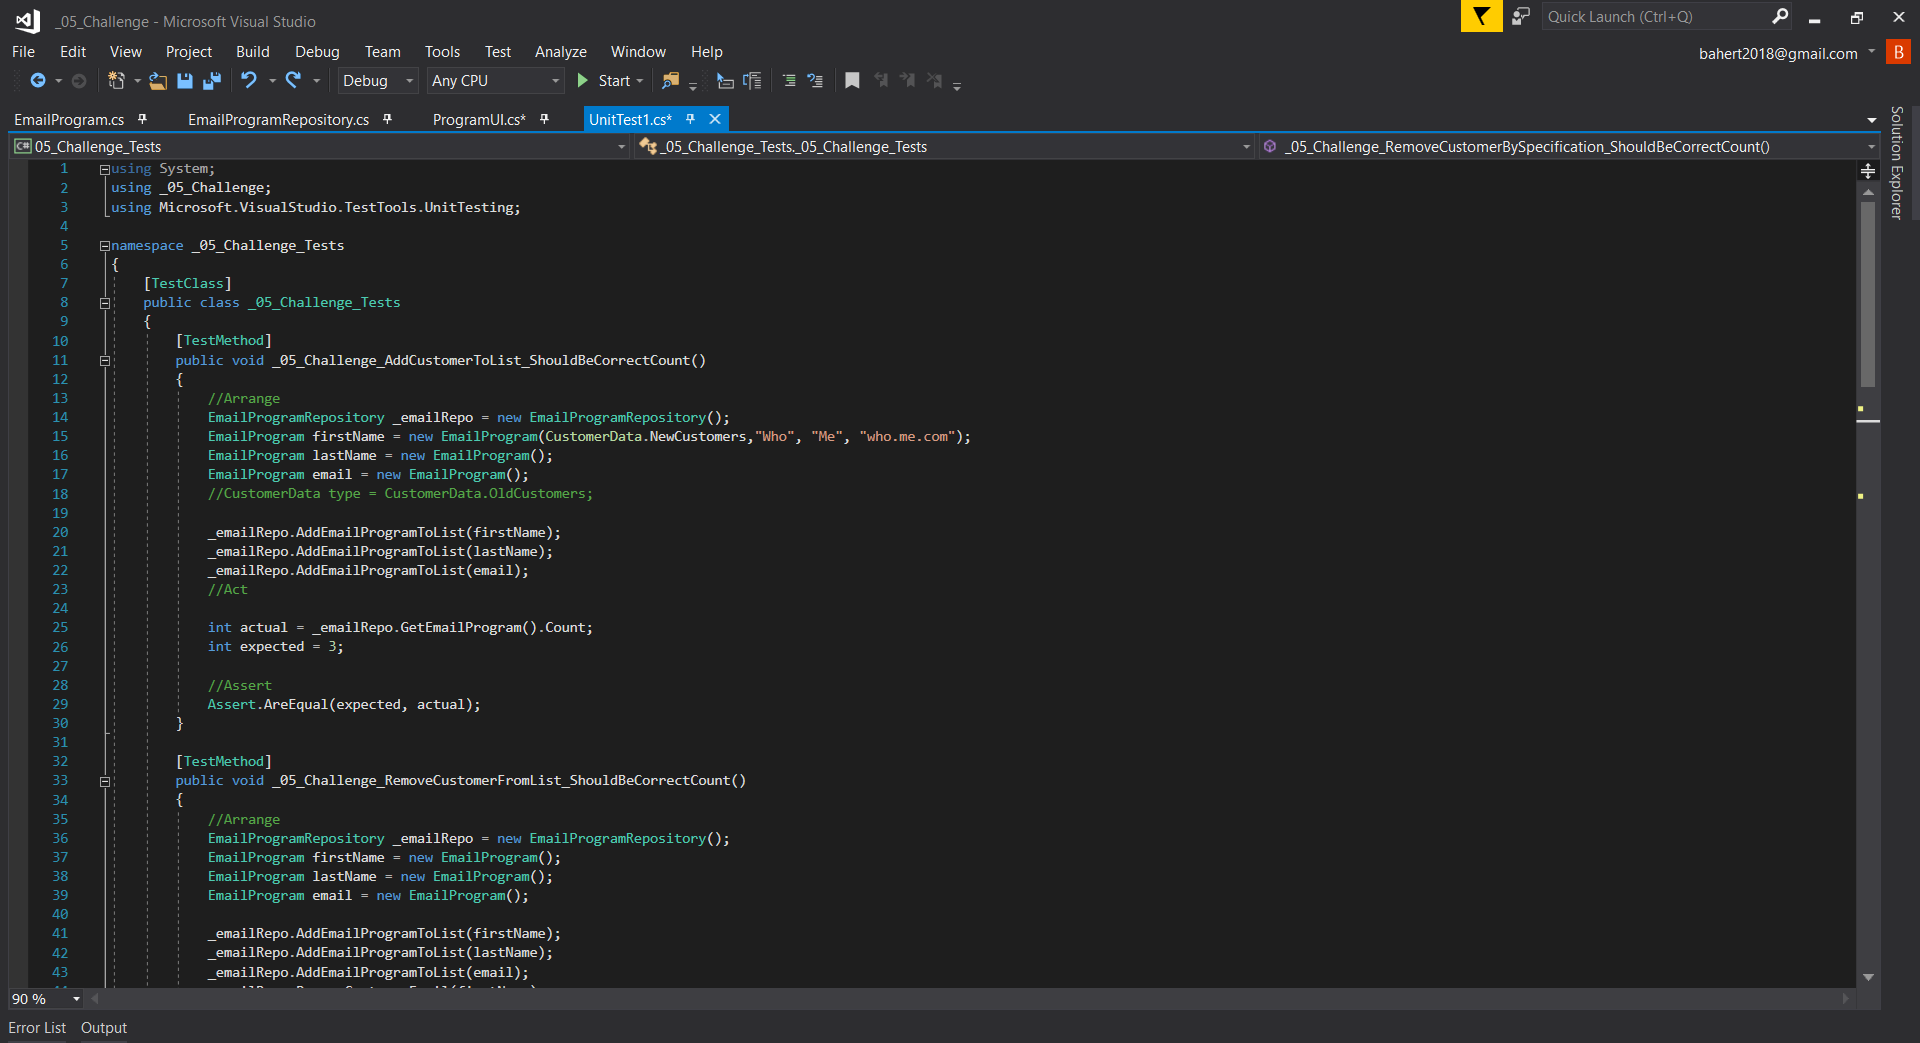 _05_Challenge - Microsoft Visual Studio
Quick Launch (Ctrl+Q)
File Edit View Project Build Debug Team Tools Test Analyze Window Help
bahert2018@gmail.com B
Debug Any CPU Start
EmailProgram.cs EmailProgramRepository.cs ProgramUI.cs* UnitTest1.cs*
Solution Explorer
C# 05_Challenge_Tests _05_Challenge_Tests._05_Challenge_Tests _05_Challenge_RemoveCustomerBySpecification_ShouldBeCorrectCount()
1 using System;
2 using _05_Challenge;
3 using Microsoft.VisualStudio.TestTools.UnitTesting;
4
5 namespace _05_Challenge_Tests
6 {
7 [TestClass]
8 public class _05_Challenge_Tests
9 {
10 [TestMethod]
11 public void _05_Challenge_AddCustomerToList_ShouldBeCorrectCount()
12 {
13 //Arrange
14 EmailProgramRepository _emailRepo = new EmailProgramRepository();
15 EmailProgram firstName = new EmailProgram(CustomerData.NewCustomers,"Who", "Me", "who.me.com");
16 EmailProgram lastName = new EmailProgram();
17 EmailProgram email = new EmailProgram();
18 //CustomerData type = CustomerData.OldCustomers;
19
20 _emailRepo.AddEmailProgramToList(firstName);
21 _emailRepo.AddEmailProgramToList(lastName);
22 _emailRepo.AddEmailProgramToList(email);
23 //Act
24
25 int actual = _emailRepo.GetEmailProgram().Count;
26 int expected = 3;
27
28 //Assert
29 Assert.AreEqual(expected, actual);
30 }
31
32 [TestMethod]
33 public void _05_Challenge_RemoveCustomerFromList_ShouldBeCorrectCount()
34 {
35 //Arrange
36 EmailProgramRepository _emailRepo = new EmailProgramRepository();
37 EmailProgram firstName = new EmailProgram();
38 EmailProgram lastName = new EmailProgram();
39 EmailProgram email = new EmailProgram();
40
41 _emailRepo.AddEmailProgramToList(firstName);
42 _emailRepo.AddEmailProgramToList(lastName);
43 _emailRepo.AddEmailProgramToList(email);
90 %
Error List Output